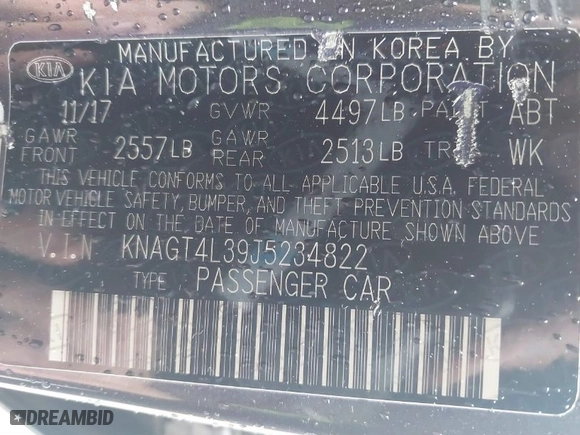 MANUFACTURED IN KOREA BY
KIA
KIA MOTORS CORPORATION
11/17 GVWR 4497LB PAINT ABT
GAWR FRONT 2557LB GAWR REAR 2513LB WK
THIS VEHICLE CONFORMS TO ALL APPLICABLE U.S.A. FEDERAL
MOTOR VEHICLE SAFETY, BUMPER, AND THEFT PREVENTION STANDARDS
IN EFFECT ON THE DATE OF MANUFACTURE SHOWN ABOVE
V.I.N KNAGT4L39J5234822
TYPE PASSENGER CAR
DREAMBID